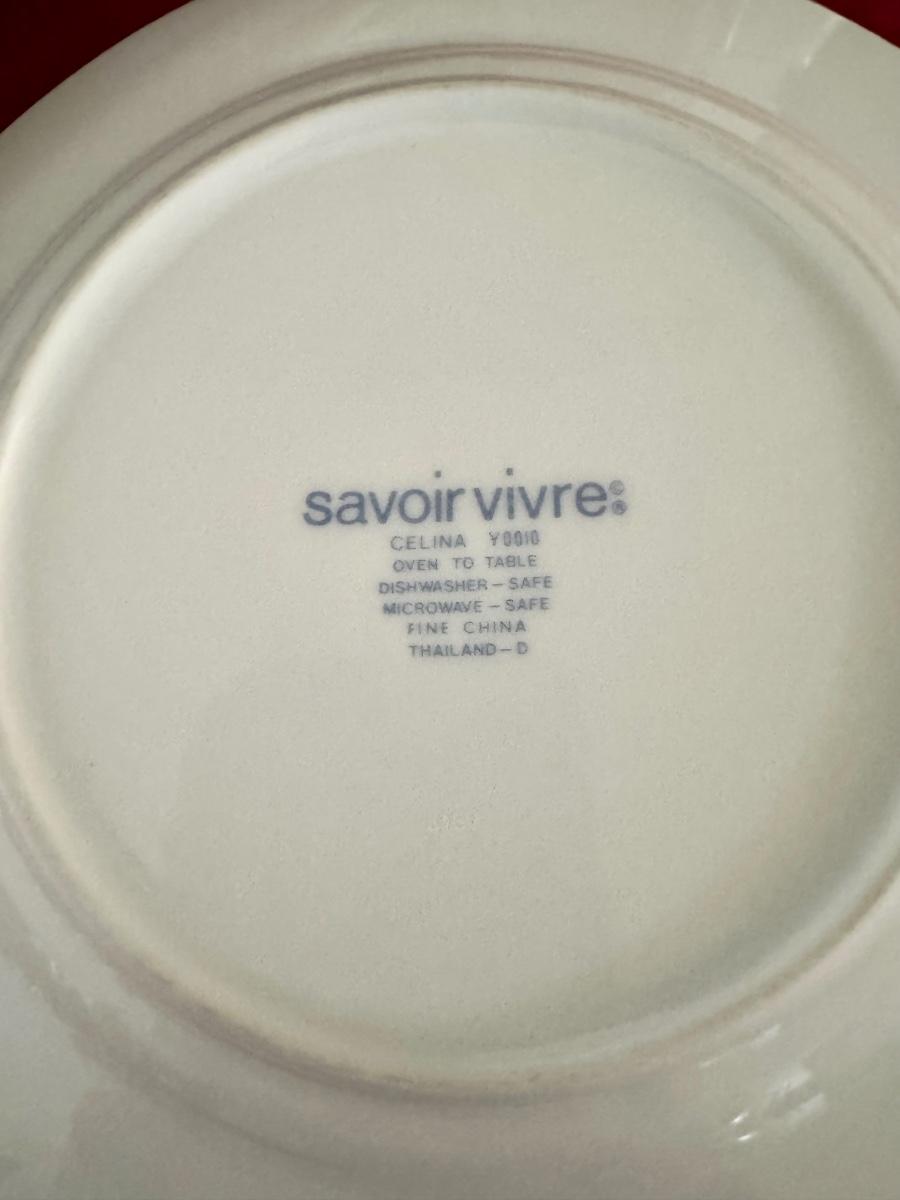 savoir vivre ©®
CELINA Y0010
OVEN TO TABLE
DISHWASHER – SAFE
MICROWAVE – SAFE
FINE CHINA
THAILAND – D